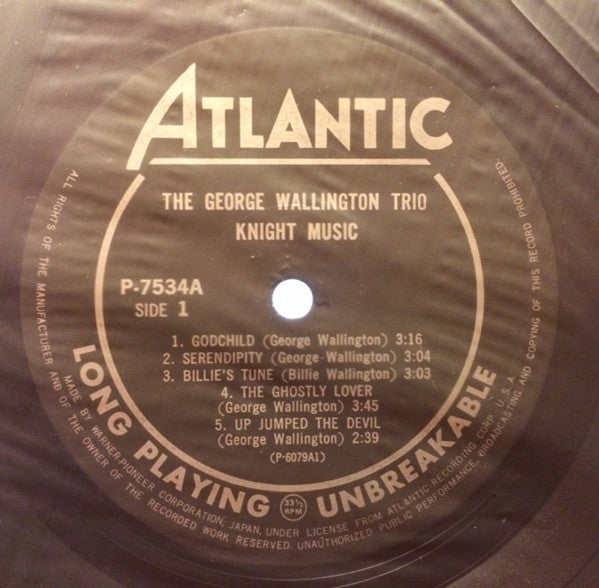 ATLANTIC
THE GEORGE WALLINGTON TRIO
KNIGHT MUSIC
P-7534A
SIDE 1
1. GODCHILD (George Wallington) 3:16
2. SERENDIPITY (George Wallington) 3:04
3. BILLIE'S TUNE (Billie Wallington) 3:03
4. THE GHOSTLY LOVER
(George Wallington) 3:45
5. UP JUMPED THE DEVIL
(George Wallington) 2:39
(P-6079A1)
LONG PLAYING 33⅓ RPM UNBREAKABLE
MADE BY WARNER-PIONEER CORPORATION, JAPAN, UNDER LICENSE FROM ATLANTIC RECORDING CORP. U.S.A.
ALL RIGHTS OF THE MANUFACTURER AND OF THE OWNER OF THE RECORDED WORK RESERVED. UNAUTHORIZED PUBLIC PERFORMANCE, BROADCASTING AND COPYING OF THIS RECORD PROHIBITED.